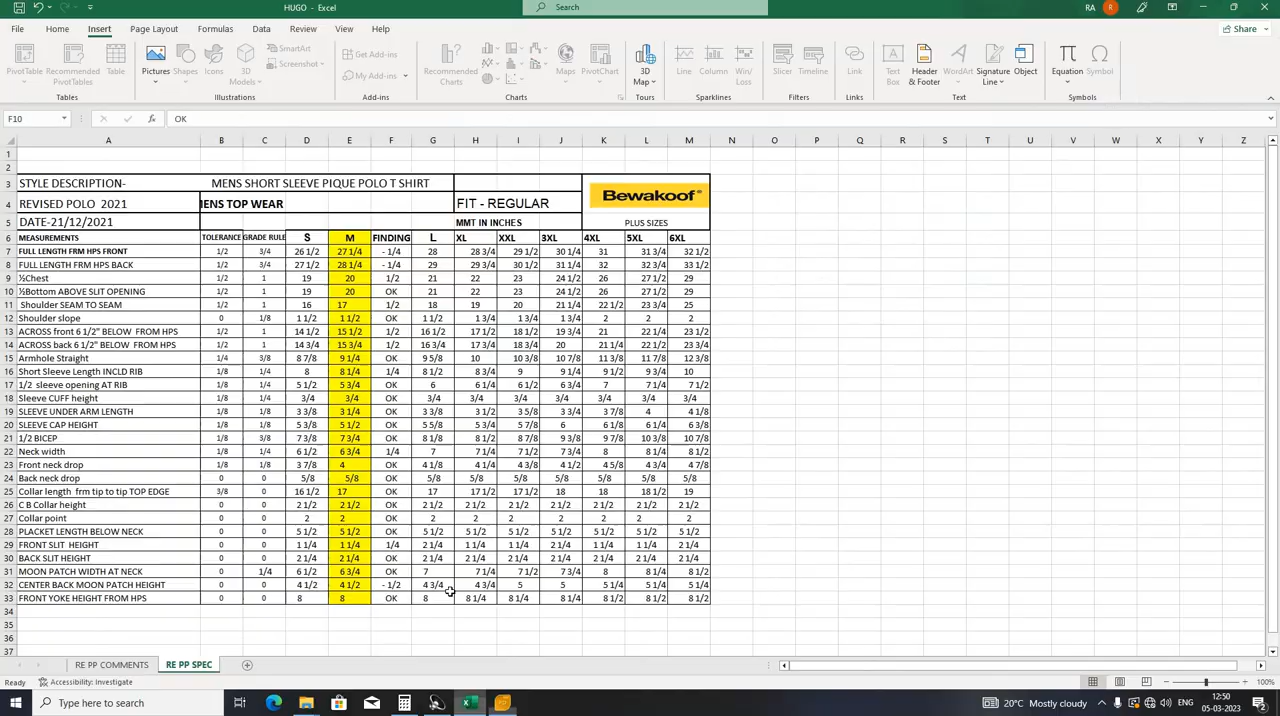 HUGO - Excel
Search
RA R
File Home Insert Page Layout Formulas Data Review View Help Share
PivotTable Recommended PivotTables Table Pictures Shapes Icons 3D Models SmartArt Screenshot Get Add-ins My Add-ins Recommended Charts Maps PivotChart 3D Map Line Column Win/Loss Slicer Timeline Link Text Box Header & Footer WordArt Signature Line Object Equation Symbol
Tables Illustrations Add-ins Charts Tours Sparklines Filters Links Text Symbols
F10 fx OK
A B C D E F G H I J K L M N O P Q R S T U V W X Y Z
1
2
3 STYLE DESCRIPTION- MENS SHORT SLEEVE PIQUE POLO T SHIRT Bewakoof®
REVISED POLO 2021 MENS TOP WEAR FIT - REGULAR
5 DATE-21/12/2021 MMT IN INCHES PLUS SIZES
6 MEASUREMENTS TOLERANCE GRADE RULE S M FINDING L XL XXL 3XL 4XL 5XL 6XL
7 FULL LENGTH FRM HPS FRONT 1/2 3/4 26 1/2 27 1/4 - 1/4 28 28 3/4 29 1/2 30 1/4 31 31 3/4 32 1/2
8 FULL LENGTH FRM HPS BACK 1/2 3/4 27 1/2 28 1/4 - 1/4 29 29 3/4 30 1/2 31 1/4 32 32 3/4 33 1/2
9 ½Chest 1/2 1 19 20 1/2 21 22 23 24 1/2 26 27 1/2 29
10 ½Bottom ABOVE SLIT OPENING 1/2 1 19 20 OK 21 22 23 24 1/2 26 27 1/2 29
11 Shoulder SEAM TO SEAM 1/2 1 16 17 1/2 18 19 20 21 1/4 22 1/2 23 3/4 25
12 Shoulder slope 0 1/8 1 1/2 1 1/2 OK 1 1/2 1 3/4 1 3/4 1 3/4 2 2 2
13 ACROSS front 6 1/2" BELOW FROM HPS 1/2 1 14 1/2 15 1/2 1/2 16 1/2 17 1/2 18 1/2 19 3/4 21 22 1/4 23 1/2
14 ACROSS back 6 1/2" BELOW FROM HPS 1/2 1 14 3/4 15 3/4 1/2 16 3/4 17 3/4 18 3/4 20 21 1/4 22 1/2 23 3/4
15 Armhole Straight 1/4 3/8 8 7/8 9 1/4 OK 9 5/8 10 10 3/8 10 7/8 11 3/8 11 7/8 12 3/8
16 Short Sleeve Length INCLD RIB 1/8 1/4 8 8 1/4 1/4 8 1/2 8 3/4 9 9 1/4 9 1/2 9 3/4 10
17 1/2 sleeve opening AT RIB 1/8 1/4 5 1/2 5 3/4 OK 6 6 1/4 6 1/2 6 3/4 7 7 1/4 7 1/2
18 Sleeve CUFF height 1/8 1/4 3/4 3/4 OK 3/4 3/4 3/4 3/4 3/4 3/4 3/4
19 SLEEVE UNDER ARM LENGTH 1/8 1/8 3 3/8 3 1/4 OK 3 3/8 3 1/2 3 5/8 3 3/4 3 7/8 4 4 1/8
20 SLEEVE CAP HEIGHT 1/8 1/8 5 3/8 5 1/2 OK 5 5/8 5 3/4 5 7/8 6 6 1/8 6 1/4 6 3/8
21 1/2 BICEP 1/8 3/8 7 3/8 7 3/4 OK 8 1/8 8 1/2 8 7/8 9 3/8 9 7/8 10 3/8 10 7/8
22 Neck width 1/8 1/4 6 1/2 6 3/4 1/4 7 7 1/4 7 1/2 7 3/4 8 8 1/4 8 1/2
23 Front neck drop 1/8 1/8 3 7/8 4 OK 4 1/8 4 1/4 4 3/8 4 1/2 4 5/8 4 3/4 4 7/8
24 Back neck drop 0 0 5/8 5/8 OK 5/8 5/8 5/8 5/8 5/8 5/8 5/8
25 Collar length frm tip to tip TOP EDGE 3/8 0 16 1/2 17 OK 17 17 1/2 17 1/2 18 18 18 1/2 19
26 C B Collar height 0 0 2 1/2 2 1/2 OK 2 1/2 2 1/2 2 1/2 2 1/2 2 1/2 2 1/2 2 1/2
27 Collar point 0 0 2 2 OK 2 2 2 2 2 2 2
28 PLACKET LENGTH BELOW NECK 0 0 5 1/2 5 1/2 OK 5 1/2 5 1/2 5 1/2 5 1/2 5 1/2 5 1/2 5 1/2
29 FRONT SLIT HEIGHT 0 0 1 1/4 1 1/4 1/4 2 1/4 1 1/4 1 1/4 2 1/4 1 1/4 1 1/4 2 1/4
30 BACK SLIT HEIGHT 0 0 2 1/4 2 1/4 OK 2 1/4 2 1/4 2 1/4 2 1/4 2 1/4 2 1/4 2 1/4
31 MOON PATCH WIDTH AT NECK 0 1/4 6 1/2 6 3/4 OK 7 7 1/4 7 1/2 7 3/4 8 8 1/4 8 1/2
32 CENTER BACK MOON PATCH HEIGHT 0 0 4 1/2 4 1/2 - 1/2 4 3/4 4 3/4 5 5 5 1/4 5 1/4 5 1/4
33 FRONT YOKE HEIGHT FROM HPS 0 0 8 8 OK 8 8 1/4 8 1/4 8 1/4 8 1/2 8 1/2 8 1/2
34
35
36
37
RE PP COMMENTS RE PP SPEC
Ready Accessibility: Investigate 100%
Type here to search 20°C Mostly cloudy ENG 12:50
05-03-2023